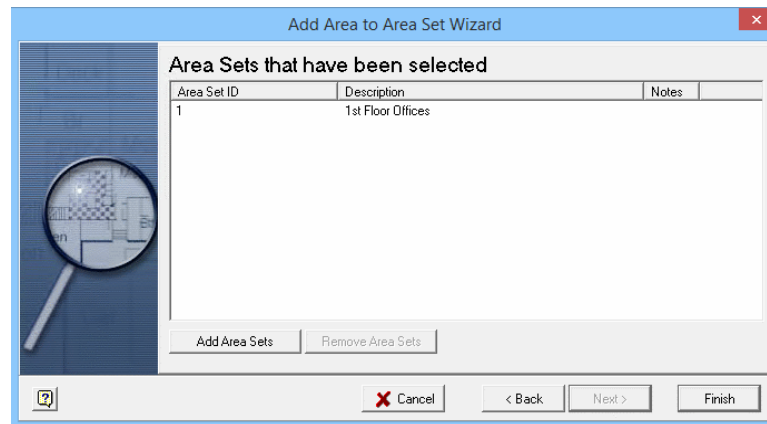 Add Area to Area Set Wizard
Area Sets that have been selected
Area Set ID Description Notes
1 1st Floor Offices
en
Add Area Sets Remove Area Sets
Cancel < Back Next > Finish